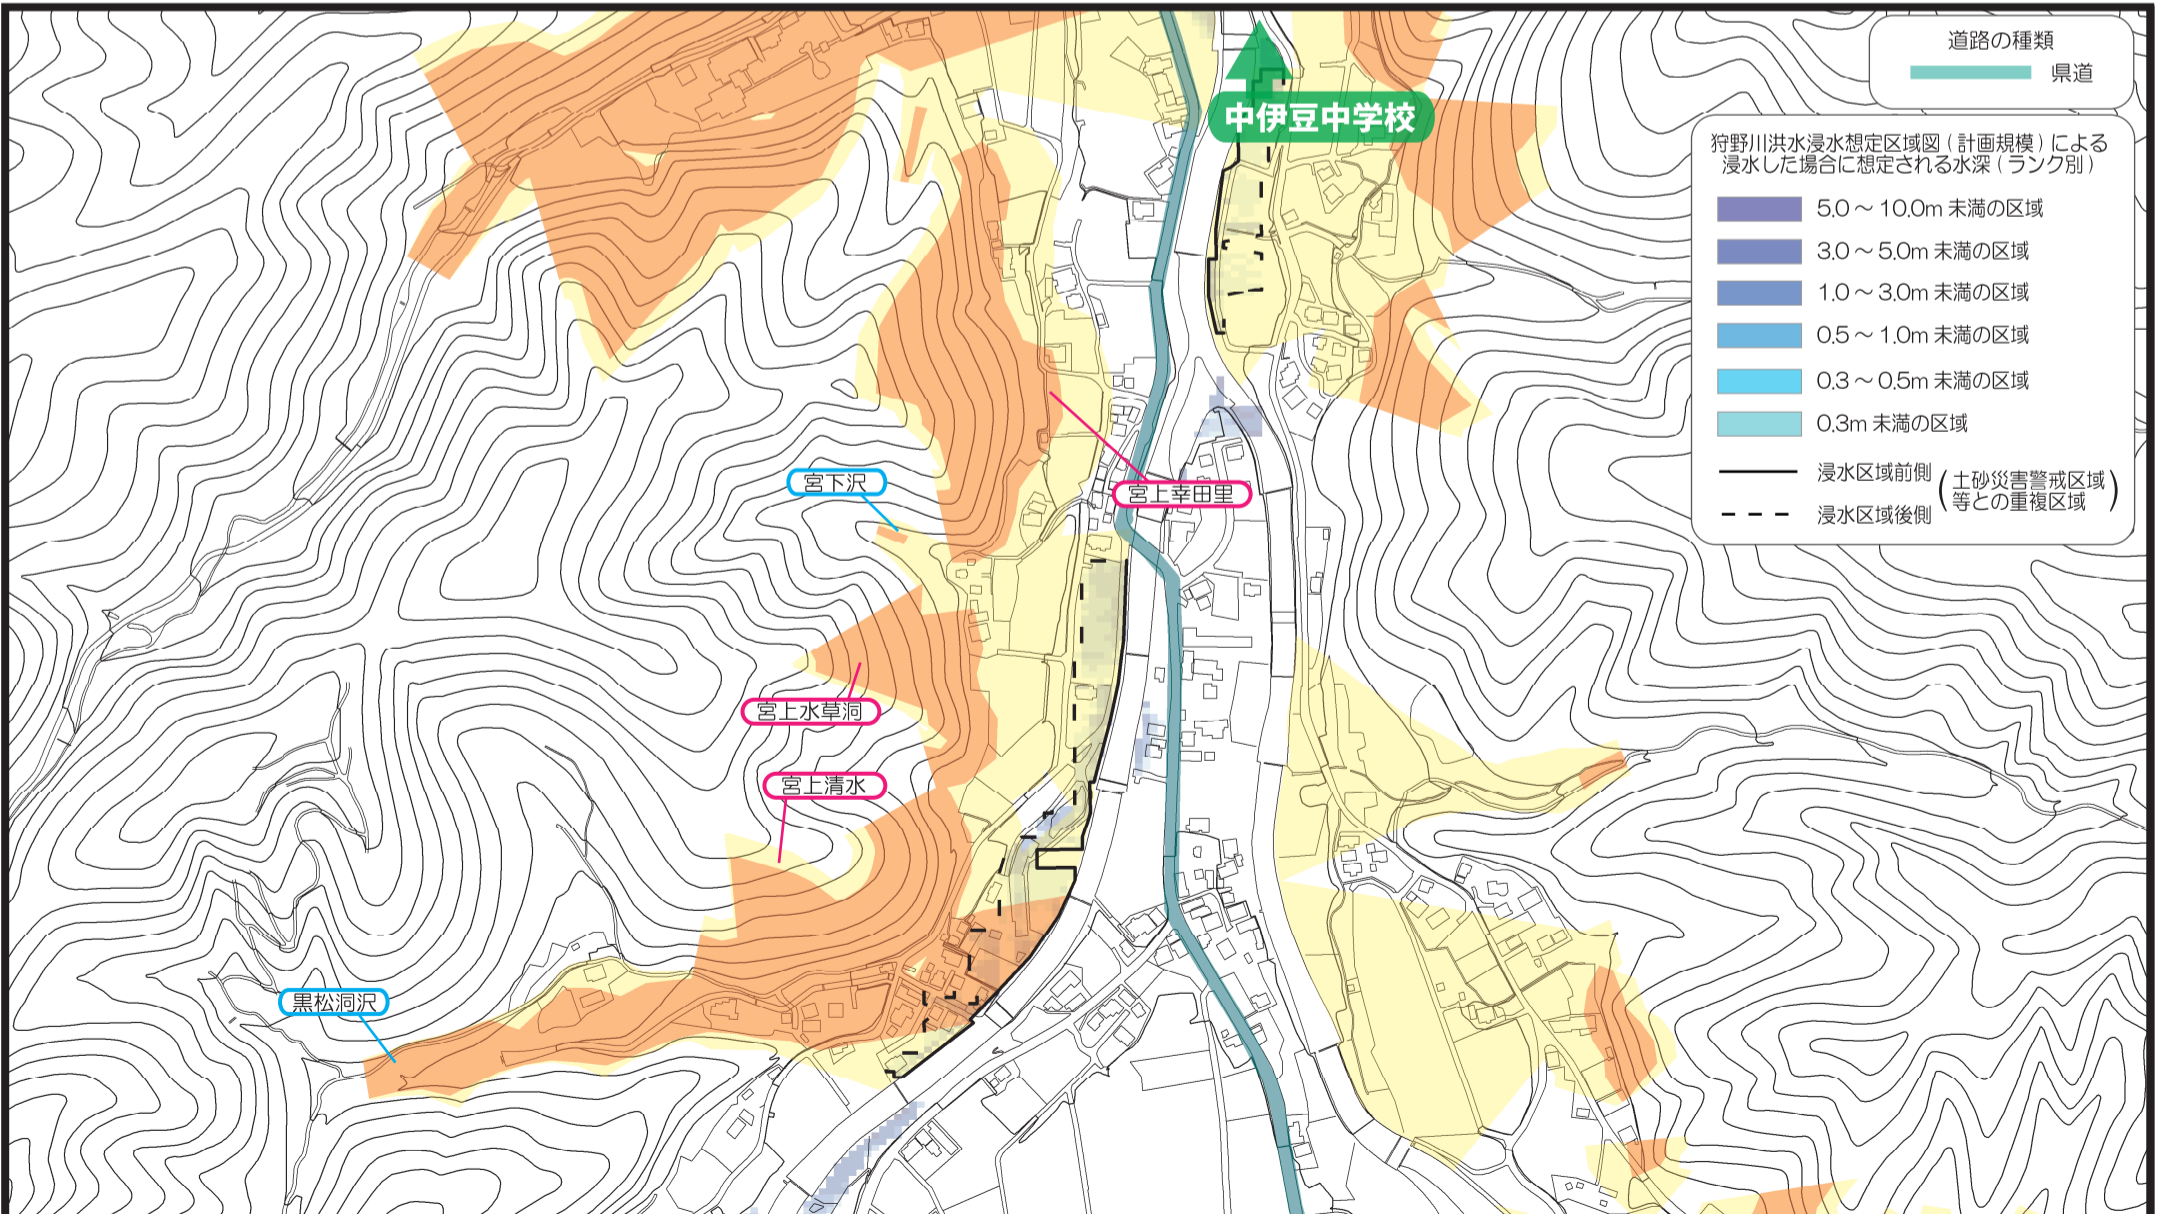 道路の種類
県道
中伊豆中学校
狩野川洪水浸水想定区域図(計画規模)による
浸水した場合に想定される水深(ランク別)
5.0～10.0m 未満の区域
3.0～5.0m 未満の区域
1.0～3.0m 未満の区域
0.5～1.0m 未満の区域
0.3～0.5m 未満の区域
0.3m 未満の区域
浸水区域前側
浸水区域後側
(土砂災害警戒区域
等との重複区域)
宮下沢
宮上幸田里
宮上水草洞
宮上清水
黒松洞沢